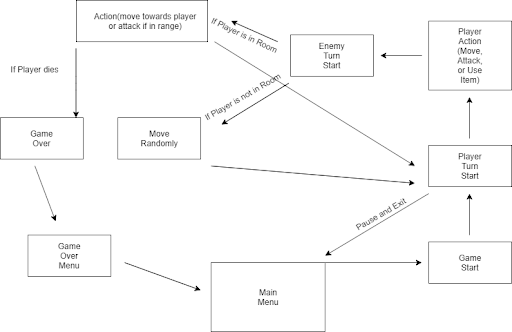 Action(move towards player
or attack if in range)
If Player is in Room
Enemy
Turn
Start
Player
Action
(Move,
Attack,
or Use
Item)
If Player dies
If Player is not in Room
Game
Over
Move
Randomly
Player
Turn
Start
Pause and Exit
Game
Over
Menu
Main
Menu
Game
Start